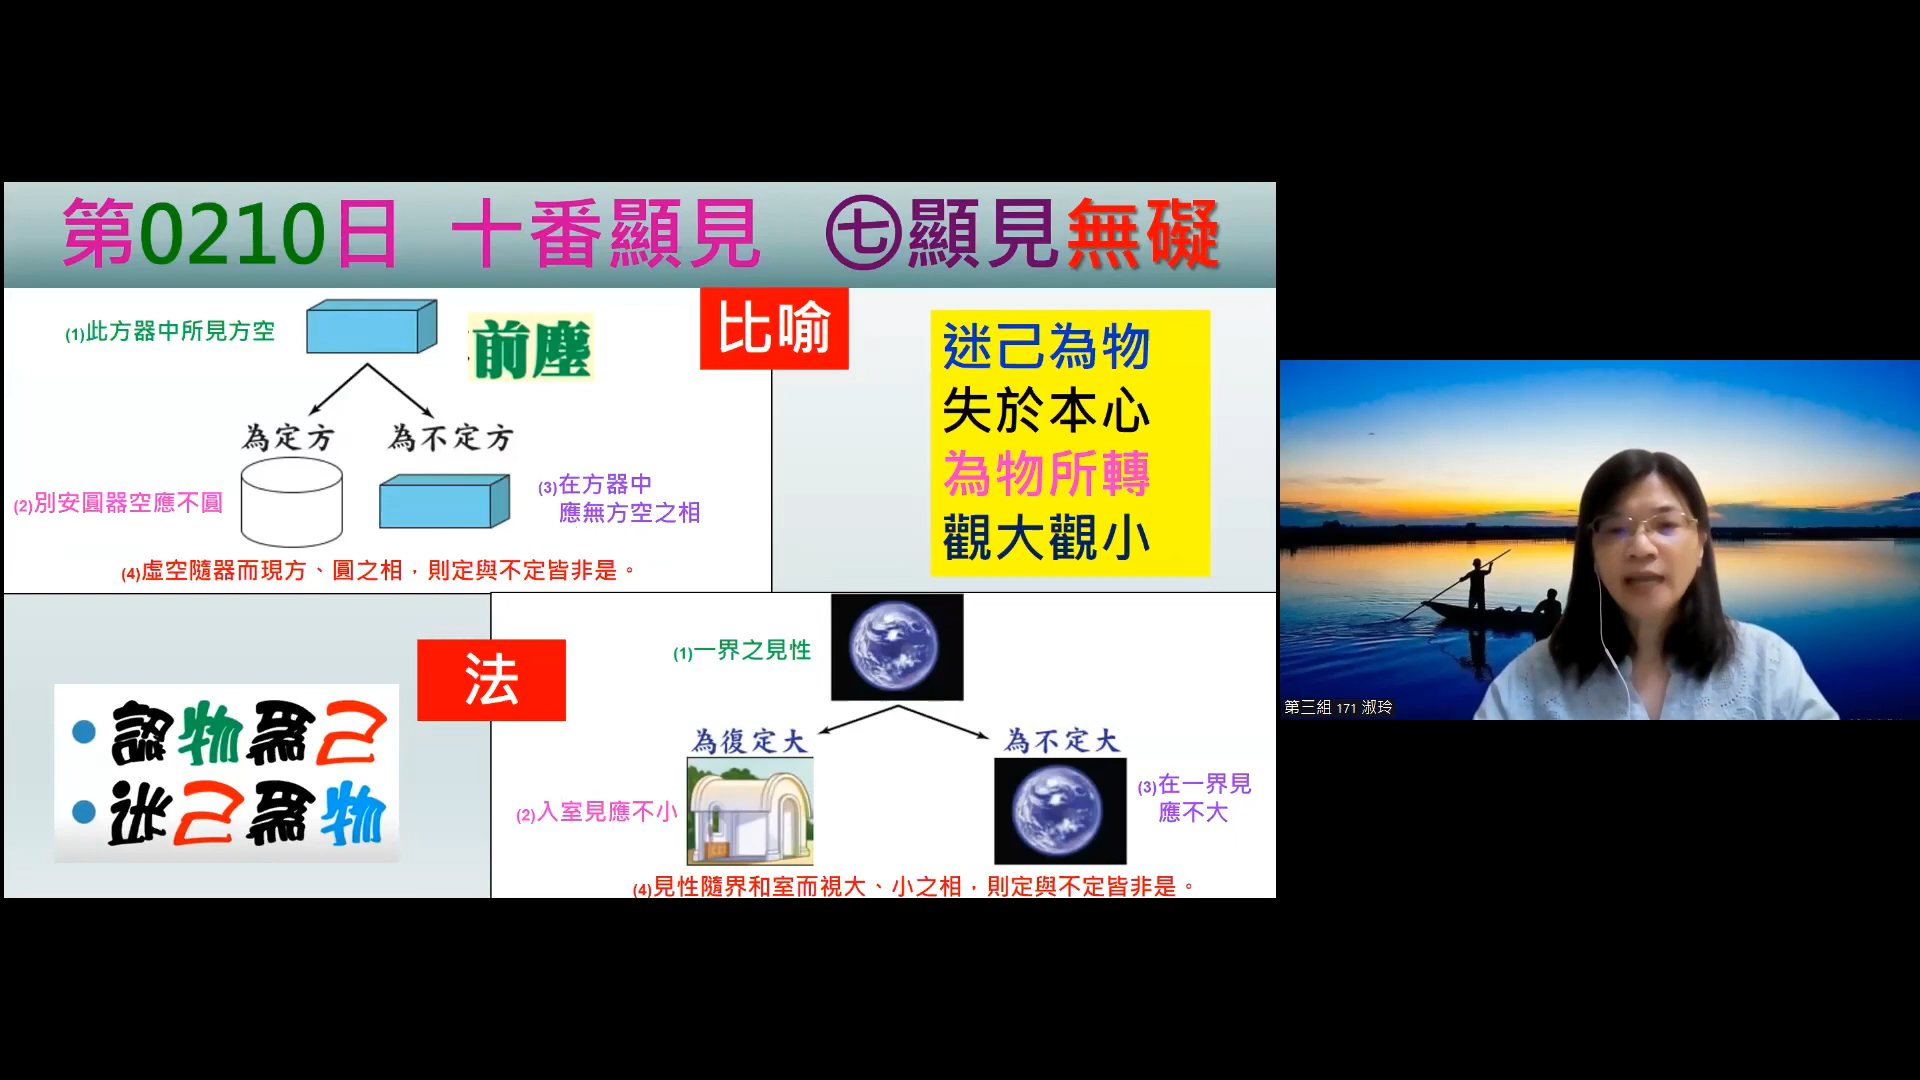 第0210日 十番顯見 ㊆顯見無礙
(1)此方器中所見方空
前塵
比喻
為定方
為不定方
(2)別安圓器空應不圓
(3)在方器中
應無方空之相
(4)虛空隨器而現方、圓之相，則定與不定皆非是。
迷己為物
失於本心
為物所轉
觀大觀小
法
• 認物為己
• 迷己為物
(1)一界之見性
為復定大
為不定大
(2)入室見應不小
(3)在一界見
應不大
(4)見性隨界和室而視大、小之相，則定與不定皆非是。
第三組 171 淑玲